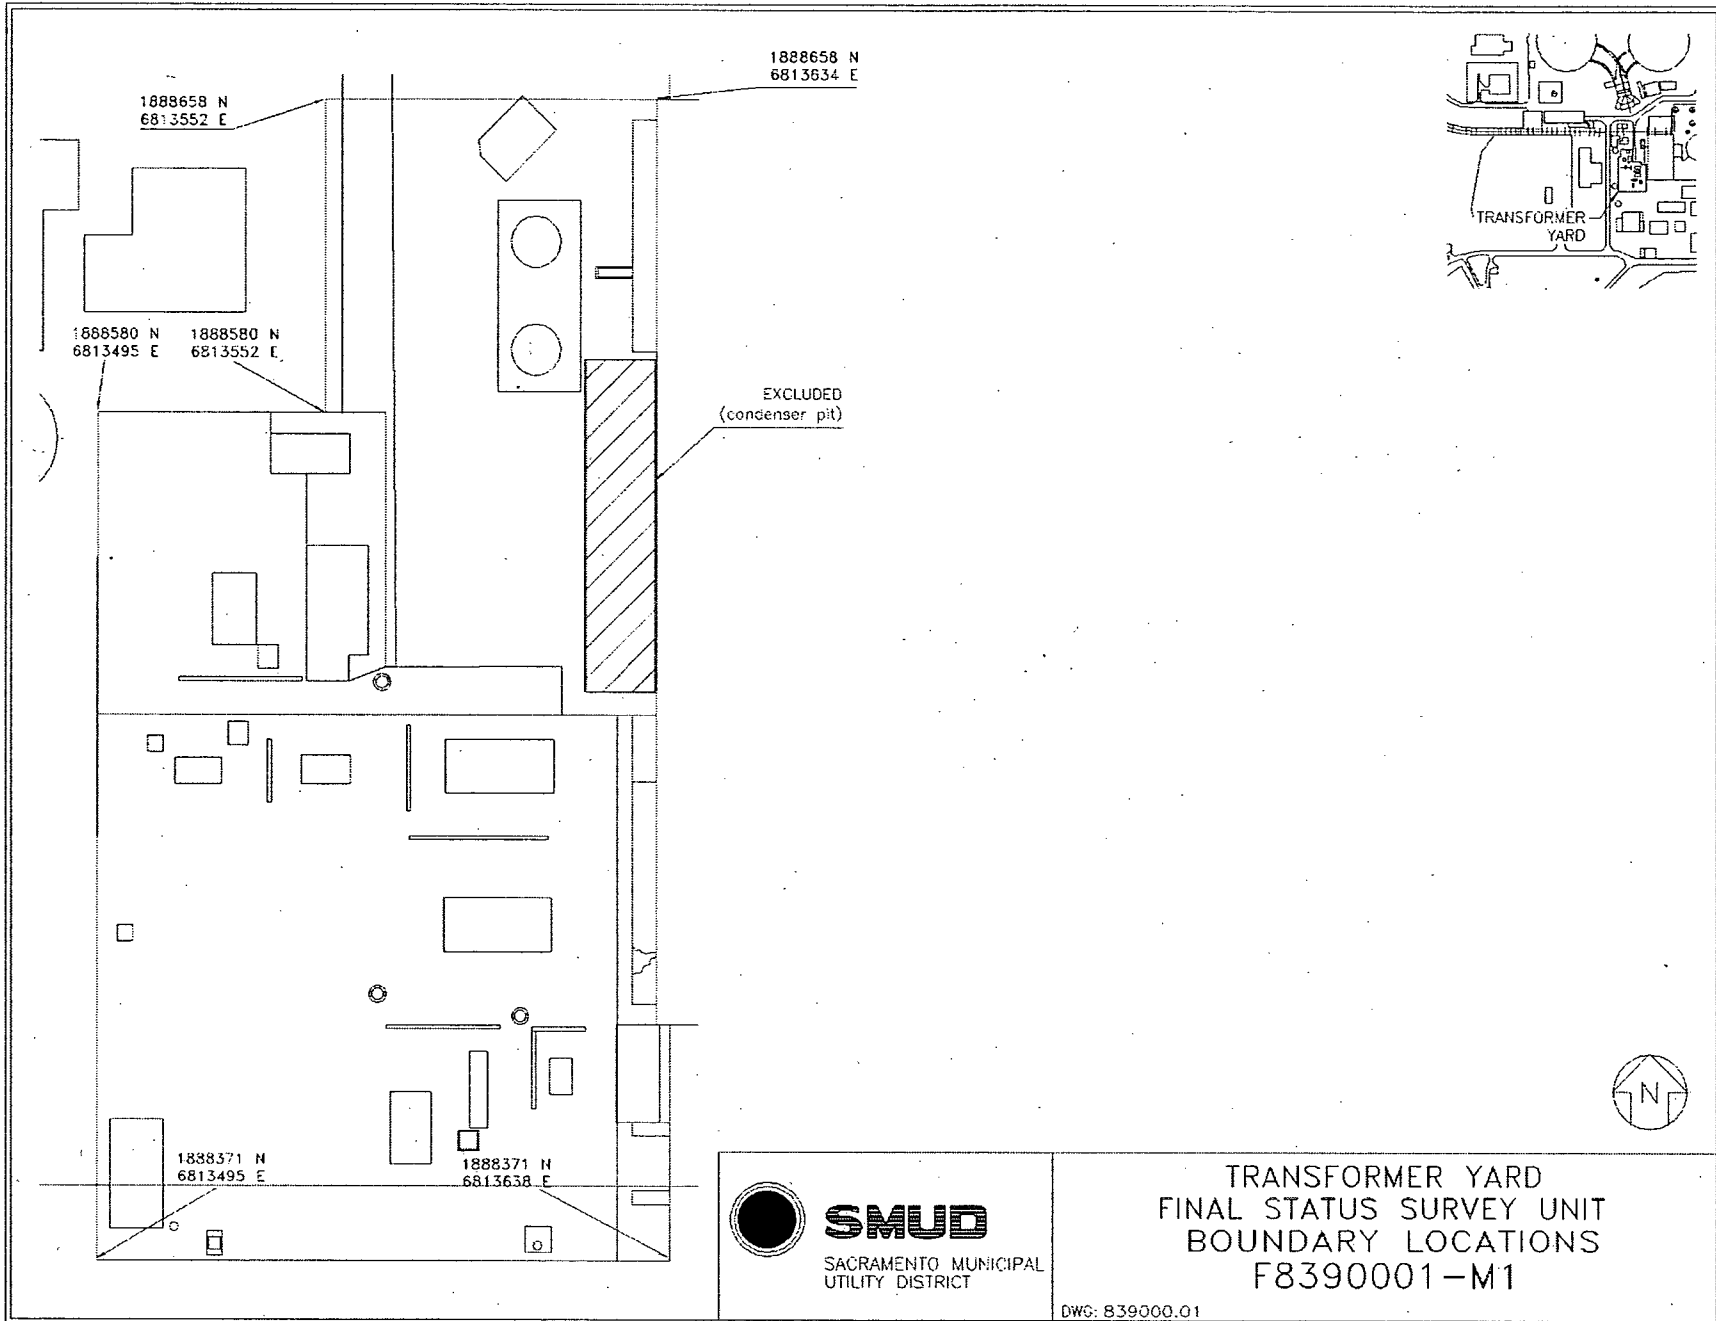 1888658 N
6813634 E
1888658 N
6813552 E
TRANSFORMER
YARD
1888580 N
6813495 E
1888580 N
6813552 E
EXCLUDED
(condenser pit)
1888371 N
6813495 E
1888371 N
6813638 E
N
SMUD
SACRAMENTO MUNICIPAL
UTILITY DISTRICT
TRANSFORMER YARD
FINAL STATUS SURVEY UNIT
BOUNDARY LOCATIONS
F8390001-M1
DWG: 839000.01